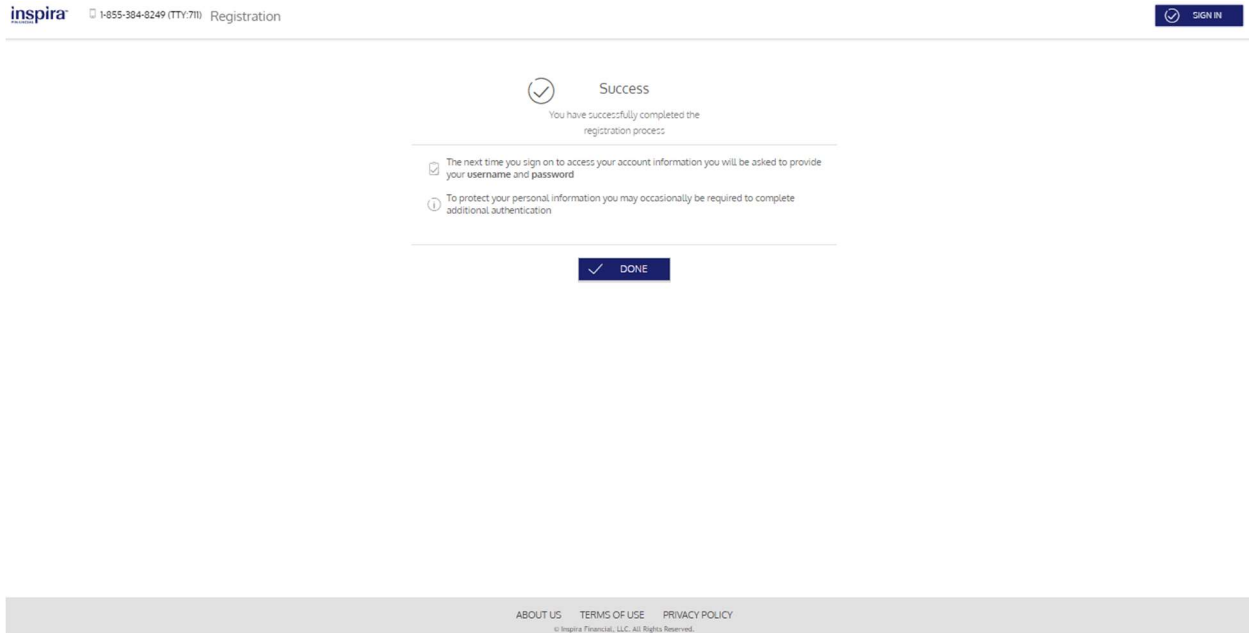 inspira
FINANCIAL
1-855-384-8249 (TTY:711) Registration
SIGN IN
Success
You have successfully completed the
registration process
The next time you sign on to access your account information you will be asked to provide
your username and password
To protect your personal information you may occasionally be required to complete
additional authentication
DONE
ABOUT US TERMS OF USE PRIVACY POLICY
© Inspira Financial, LLC. All Rights Reserved.